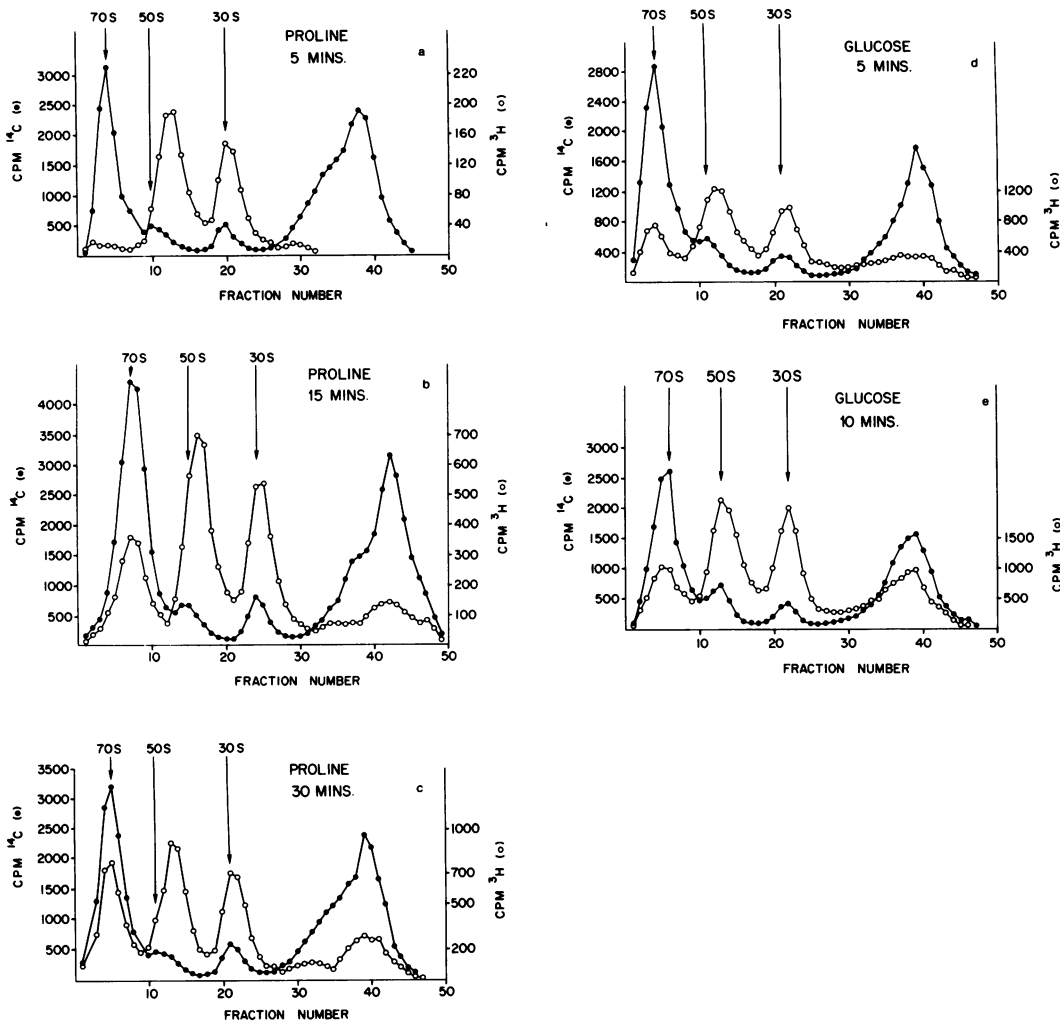 70S 50S 30S
PROLINE
5 MINS.
a
CPM ¹⁴C (●)
3000
2500
2000
1500
1000
500
220
200
160
120
80
40
CPM ³H (○)
10 20 30 40 50
FRACTION NUMBER
70S 50S 30S
PROLINE
15 MINS.
b
CPM ¹⁴C (●)
4000
3500
3000
2500
2000
1500
1000
500
700
600
500
400
300
200
100
CPM ³H (○)
10 20 30 40 50
FRACTION NUMBER
70S 50S 30S
PROLINE
30 MINS.
c
CPM ¹⁴C (●)
3500
3000
2500
2000
1500
1000
500
1000
700
500
200
CPM ³H (○)
10 20 30 40 50
FRACTION NUMBER
70S 50S 30S
GLUCOSE
5 MINS.
d
CPM ¹⁴C (●)
2800
2400
2000
1600
1200
800
400
1200
800
400
CPM ³H (○)
10 20 30 40 50
FRACTION NUMBER
70S 50S 30S
GLUCOSE
10 MINS.
e
CPM ¹⁴C (●)
3000
2500
2000
1500
1000
500
1500
1000
500
CPM ³H (○)
10 20 30 40 50
FRACTION NUMBER